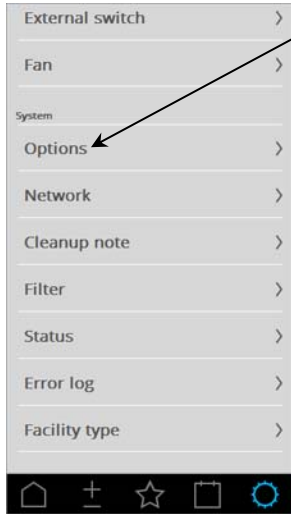 External switch
Fan
System
Options
Network
Cleanup note
Filter
Status
Error log
Facility type